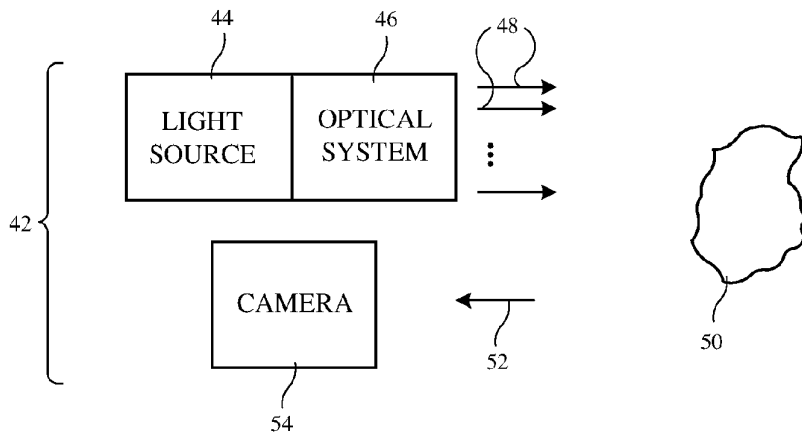 44
46
48
LIGHT
SOURCE
OPTICAL
SYSTEM
42
CAMERA
52
50
54